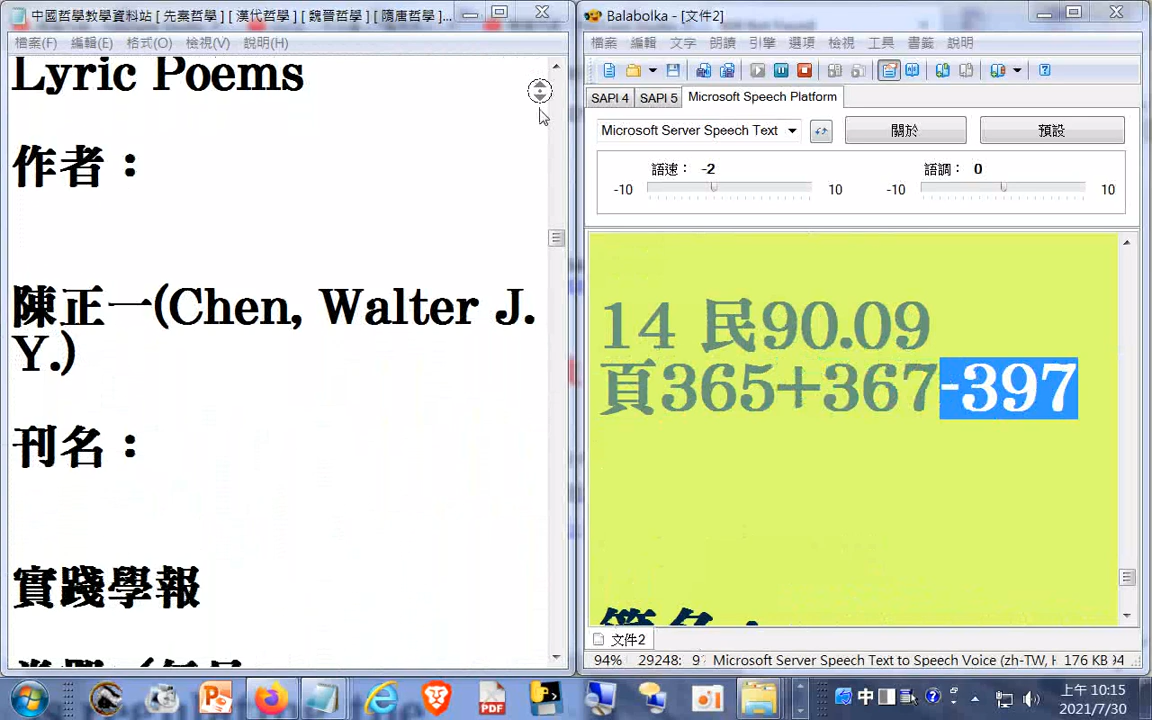 中國哲學教學資料站 [ 先秦哲學 ] [ 漢代哲學 ] [ 魏晉哲學 ] [ 隋唐哲學 ]...
檔案(F) 編輯(E) 格式(O) 檢視(V) 說明(H)
Lyric Poems
作者：
陳正一(Chen, Walter J.
Y.)
刊名：
實踐學報
Balabolka - [文件2]
檔案 編輯 文字 朗讀 引擎 選項 檢視 工具 書籤 說明
SAPI 4 SAPI 5 Microsoft Speech Platform
Microsoft Server Speech Text 關於 預設
語速： -2 語調： 0
-10 10 -10 10
14 民90.09
頁365+367-397
篇名：
文件2
94% 29248: 9 Microsoft Server Speech Text to Speech Voice (zh-TW, H 176 KB
中
上午 10:15
2021/7/30